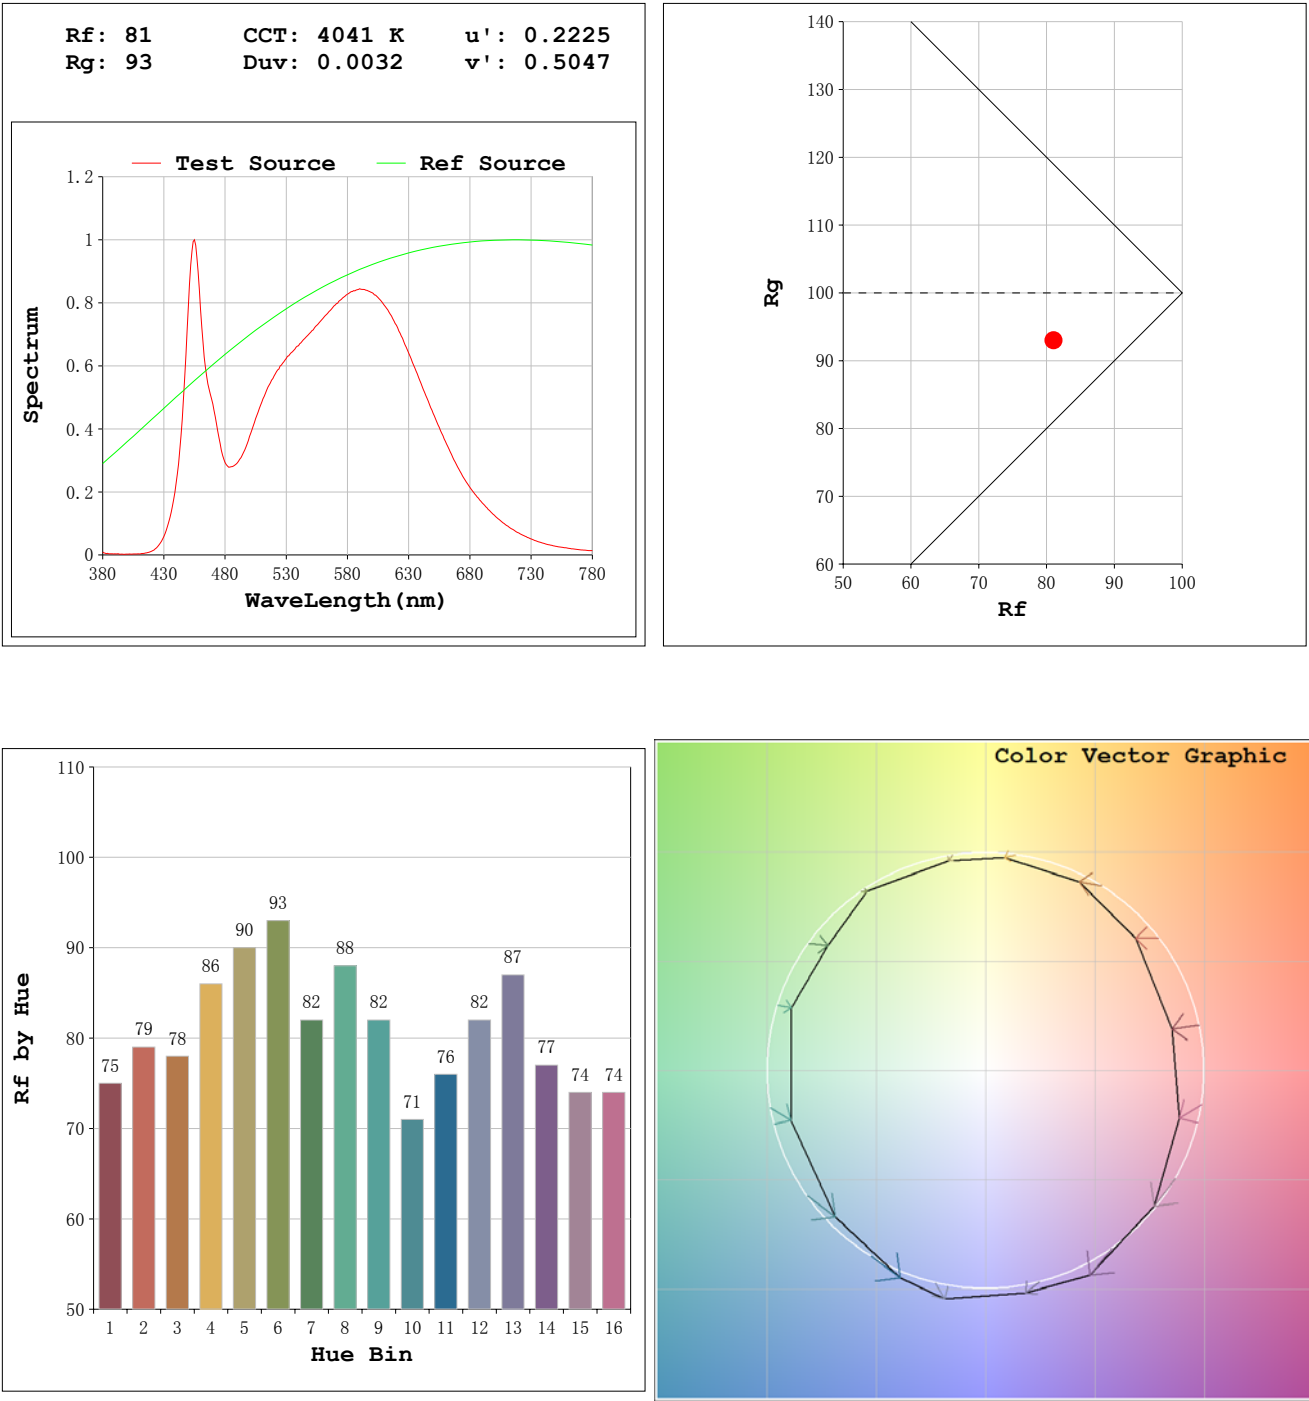 Rf: 81 CCT: 4041 K u': 0.2225
Rg: 93 Duv: 0.0032 v': 0.5047
Test Source Ref Source
1.2
1
0.8
0.6
0.4
0.2
0
Spectrum
380 430 480 530 580 630 680 730 780
WaveLength(nm)
140
130
120
110
100
90
80
70
60
Rg
50 60 70 80 90 100
Rf
110
100
90
80
70
60
50
Rf by Hue
75 79 78 86 90 93 82 88 82 71 76 82 87 77 74 74
1 2 3 4 5 6 7 8 9 10 11 12 13 14 15 16
Hue Bin
Color Vector Graphic